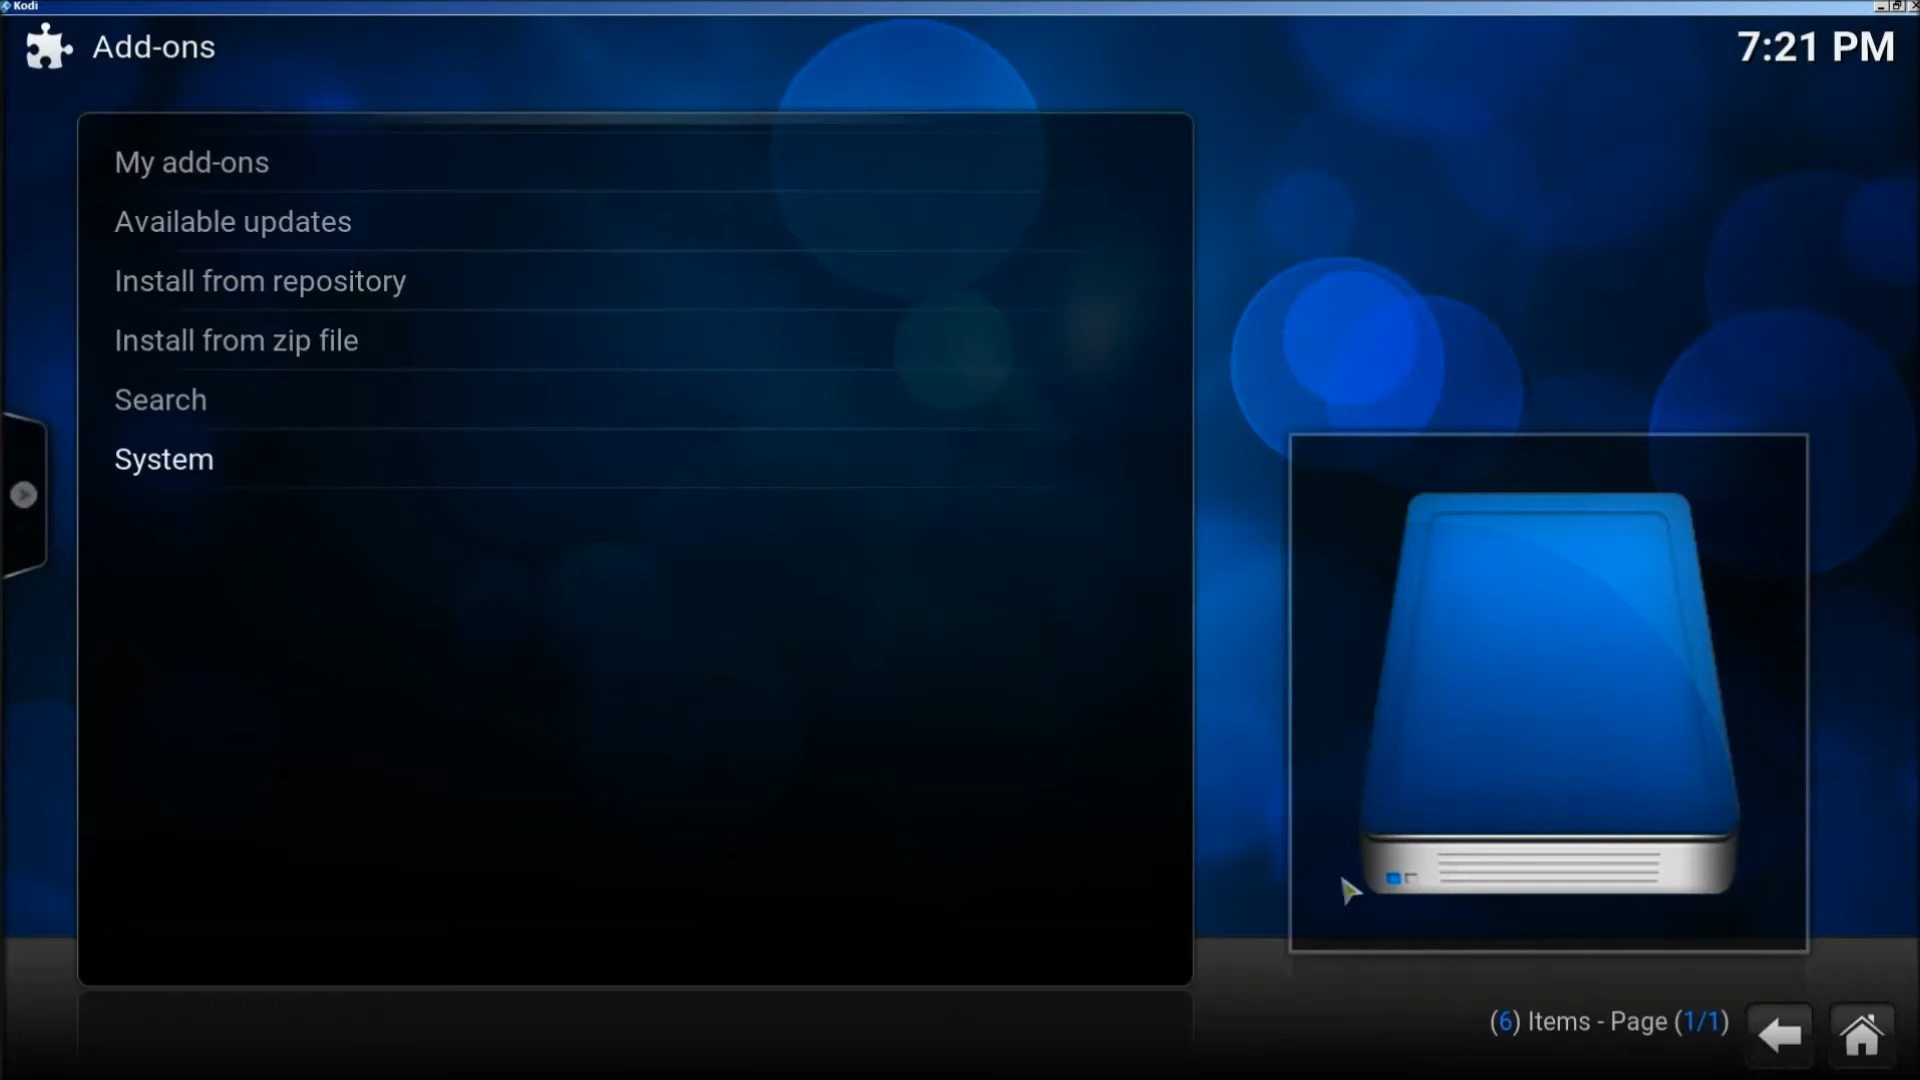 Kodi
Add-ons
7:21 PM
My add-ons
Available updates
Install from repository
Install from zip file
Search
System
(6) Items - Page (1/1)